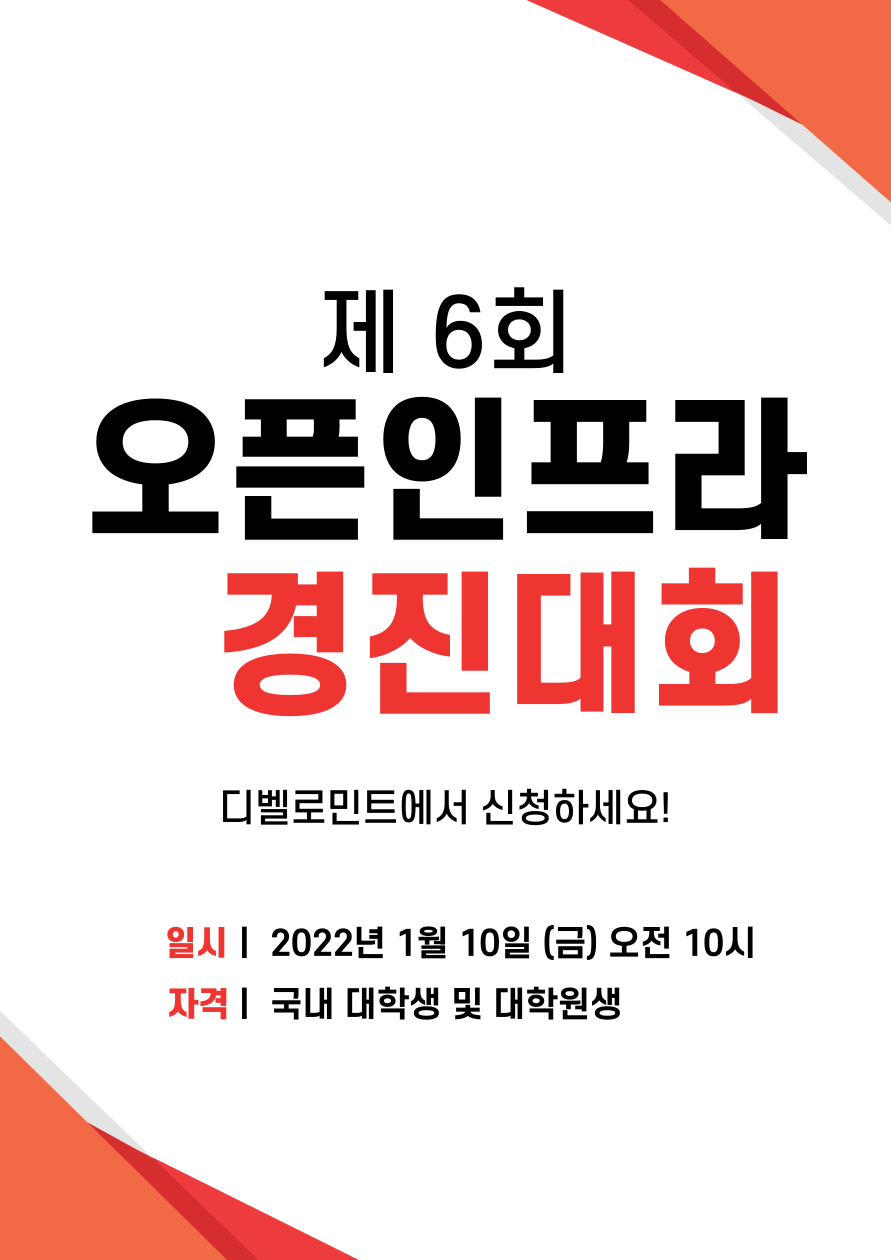 제 6회
오픈인프라
경진대회
디벨로민트에서 신청하세요!
일시 | 2022년 1월 10일 (금) 오전 10시
자격 | 국내 대학생 및 대학원생